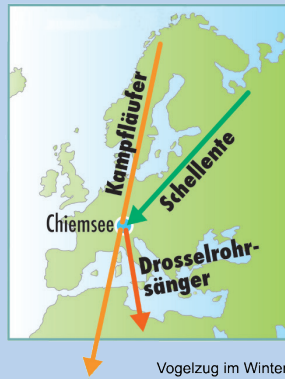 Kampfläufer
Schellente
Chiemsee
Drosselrohr-
sänger
Vogelzug im Winter